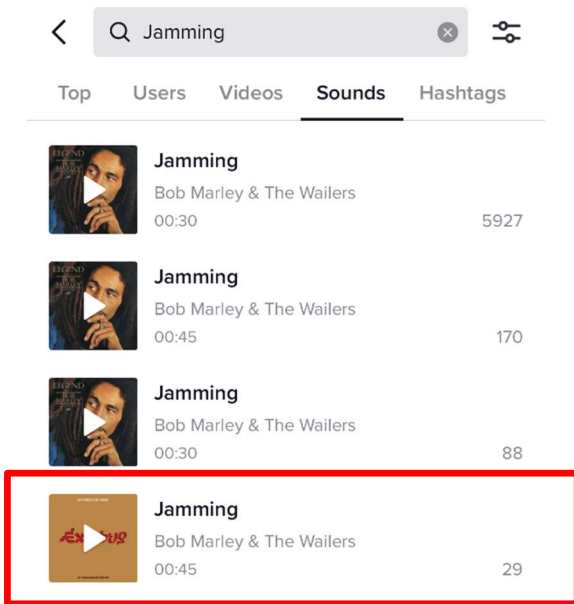 Jamming
Top Users Videos Sounds Hashtags
LEGEND
Jamming
Bob Marley & The Wailers
00:30 5927
LEGEND
Jamming
Bob Marley & The Wailers
00:45 170
LEGEND
Jamming
Bob Marley & The Wailers
00:30 88
Jamming
Exodus
Bob Marley & The Wailers
00:45 29